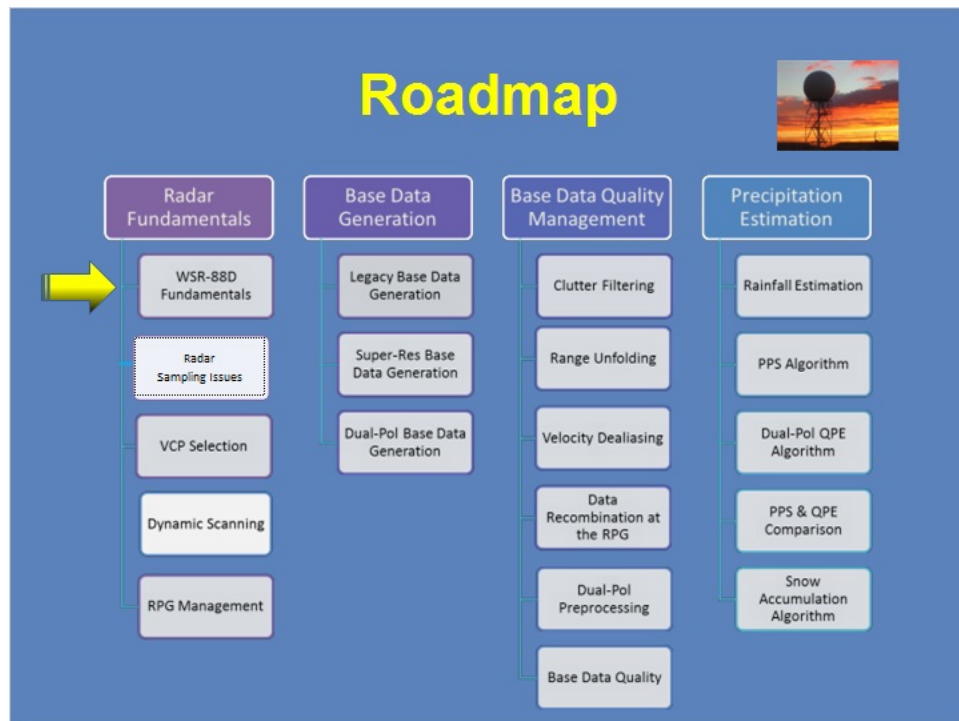 Roadmap
Radar
Fundamentals
WSR-88D
Fundamentals
Radar
Sampling Issues
VCP Selection
Dynamic Scanning
RPG Management
Base Data
Generation
Legacy Base Data
Generation
Super-Res Base
Data Generation
Dual-Pol Base Data
Generation
Base Data Quality
Management
Clutter Filtering
Range Unfolding
Velocity Dealiasing
Data
Recombination at
the RPG
Dual-Pol
Preprocessing
Base Data Quality
Precipitation
Estimation
Rainfall Estimation
PPS Algorithm
Dual-Pol QPE
Algorithm
PPS & QPE
Comparison
Snow
Accumulation
Algorithm